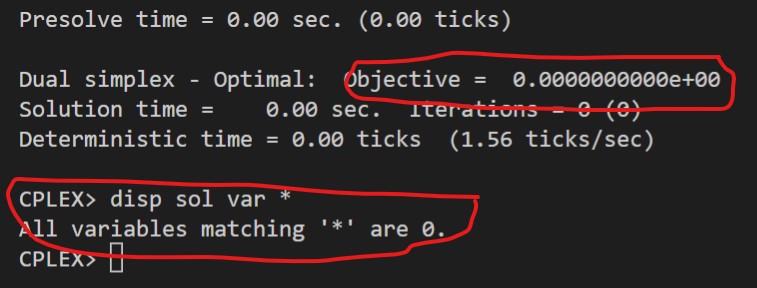 Presolve time = 0.00 sec. (0.00 ticks)
Dual simplex - Optimal:  Objective =  0.0000000000e+00
Solution time =    0.00 sec.  Iterations = 0 (0)
Deterministic time = 0.00 ticks  (1.56 ticks/sec)
CPLEX> disp sol var *
All variables matching '*' are 0.
CPLEX>